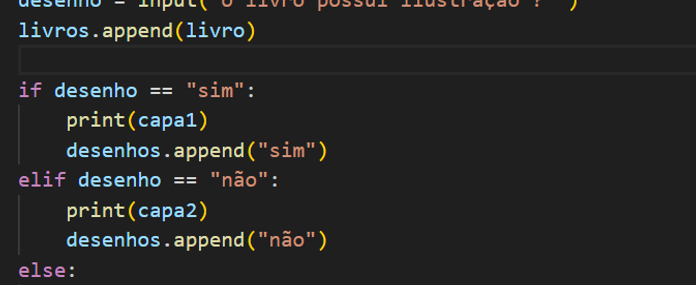 desenho = input("o livro possui ilustração ? ")
livros.append(livro)
if desenho == "sim":
print(capa1)
desenhos.append("sim")
elif desenho == "não":
print(capa2)
desenhos.append("não")
else: